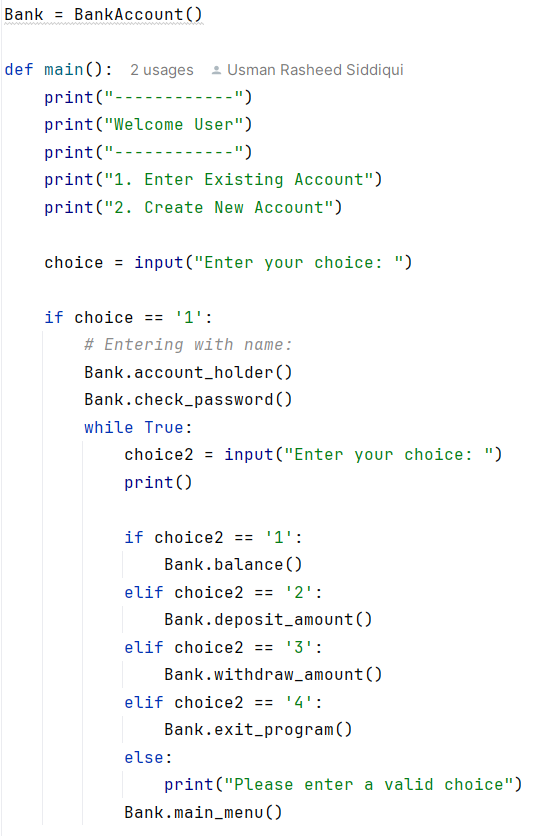 Bank = BankAccount()
def main():  2 usages  Usman Rasheed Siddiqui
    print("------------")
    print("Welcome User")
    print("------------")
    print("1. Enter Existing Account")
    print("2. Create New Account")
    choice = input("Enter your choice: ")
    if choice == '1':
        # Entering with name:
        Bank.account_holder()
        Bank.check_password()
        while True:
            choice2 = input("Enter your choice: ")
            print()
            if choice2 == '1':
                Bank.balance()
            elif choice2 == '2':
                Bank.deposit_amount()
            elif choice2 == '3':
                Bank.withdraw_amount()
            elif choice2 == '4':
                Bank.exit_program()
            else:
                print("Please enter a valid choice")
            Bank.main_menu()